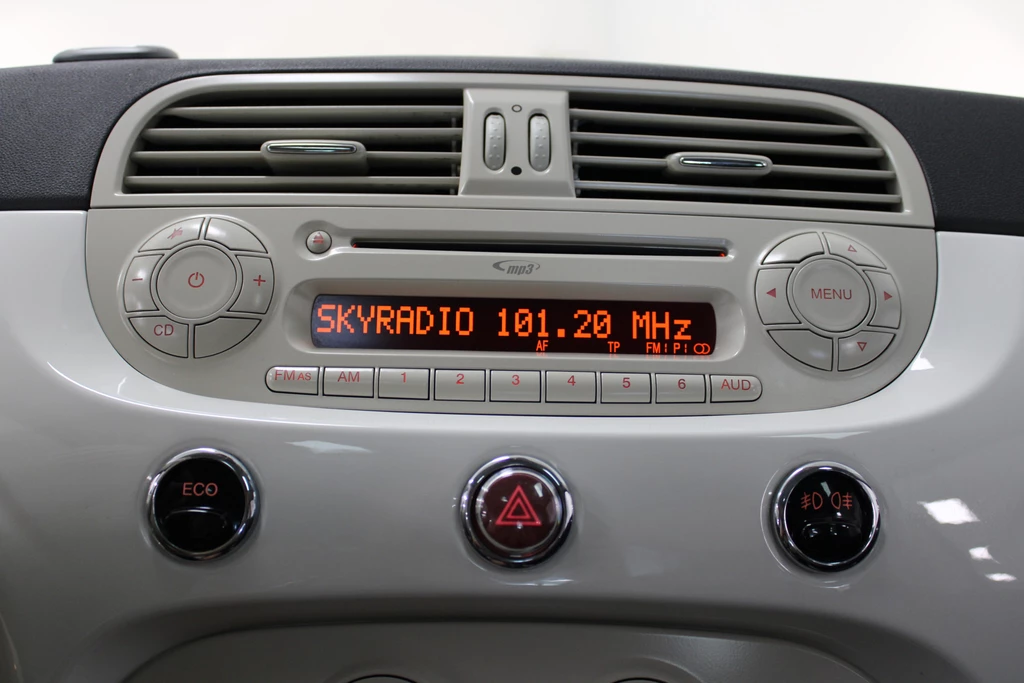 mp3
CD
MENU
SKYRADIO 101.20 MHz
AF TP FM P
FM AS AM 1 2 3 4 5 6 AUD
ECO